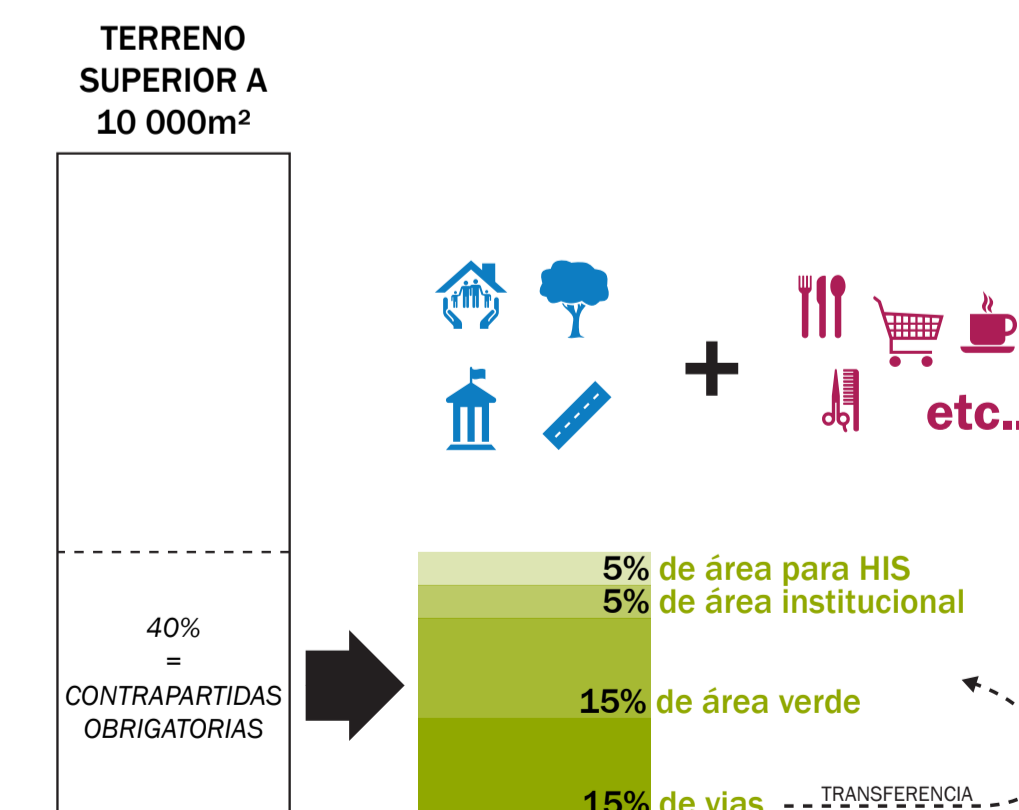 TERRENO
SUPERIOR A
10 000m²
etc..
5% de área para HIS
5% de área institucional
40%
=
CONTRAPARTIDAS
OBRIGATORIAS
15% de área verde
15% de vias
TRANSFERENCIA